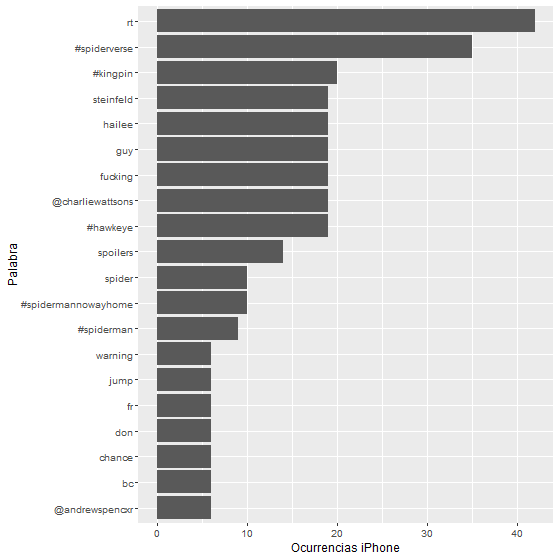 rt
#spiderverse
#kingpin
steinfeld
hailee
guy
fucking
@charliewattsons
#hawkeye
spoilers
spider
#spidermannowayhome
#spiderman
warning
jump
fr
don
chance
bc
@andrewspencxr
Palabra
0 10 20 30 40
Ocurrencias iPhone